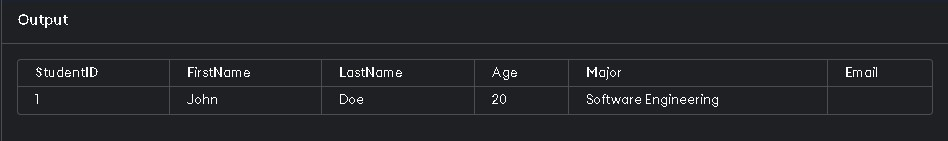 Output
StudentID FirstName LastName Age Major Email
1 John Doe 20 Software Engineering